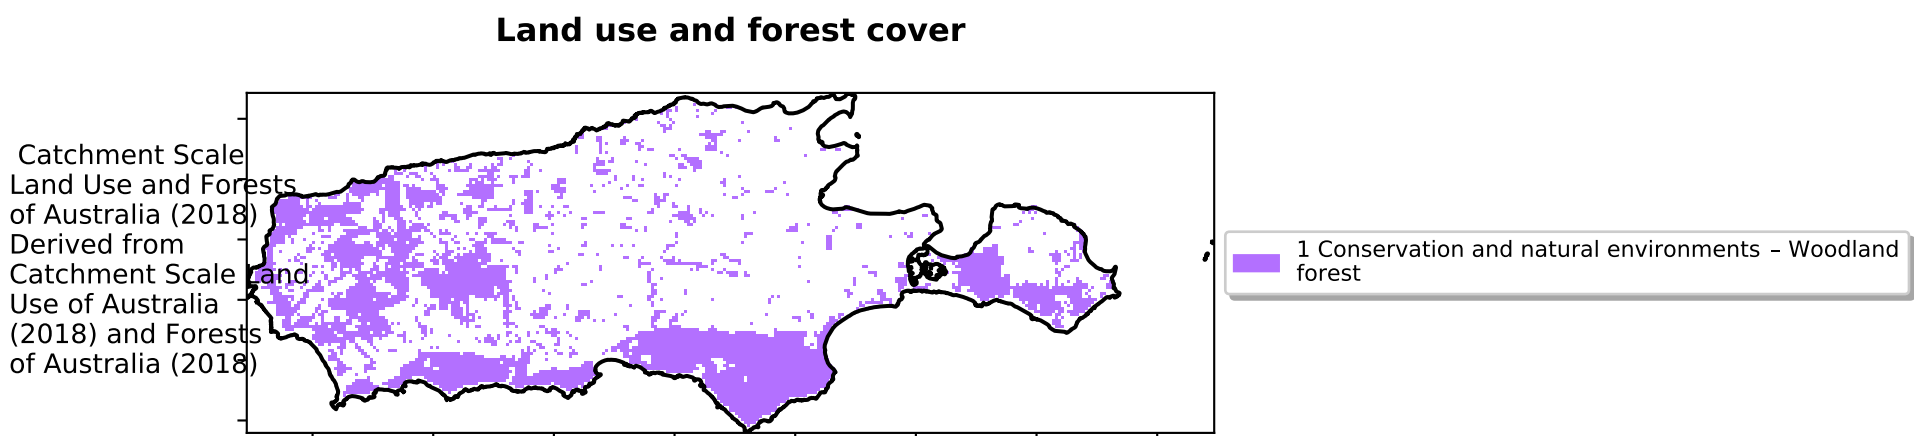 Land use and forest cover
Catchment Scale
Land Use and Forests
of Australia (2018)
Derived from
Catchment Scale Land
Use of Australia
(2018) and Forests
of Australia (2018)
1 Conservation and natural environments – Woodland
forest